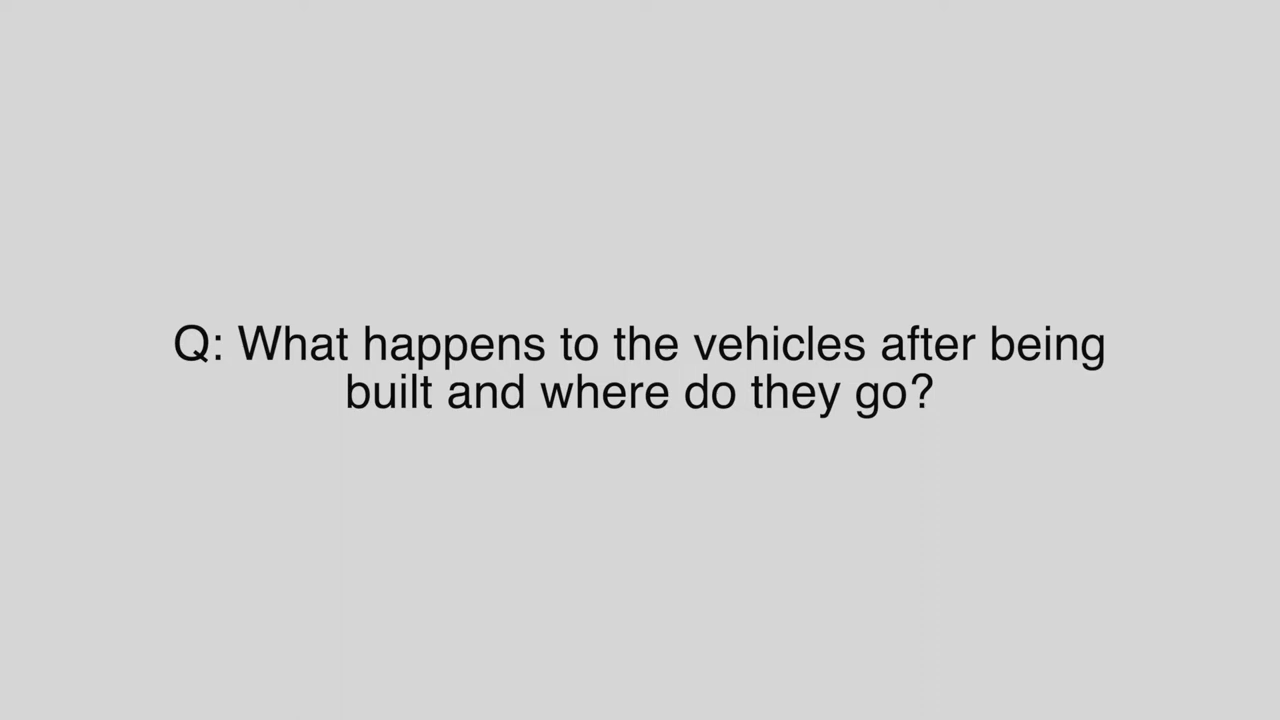 Q: What happens to the vehicles after being
built and where do they go?